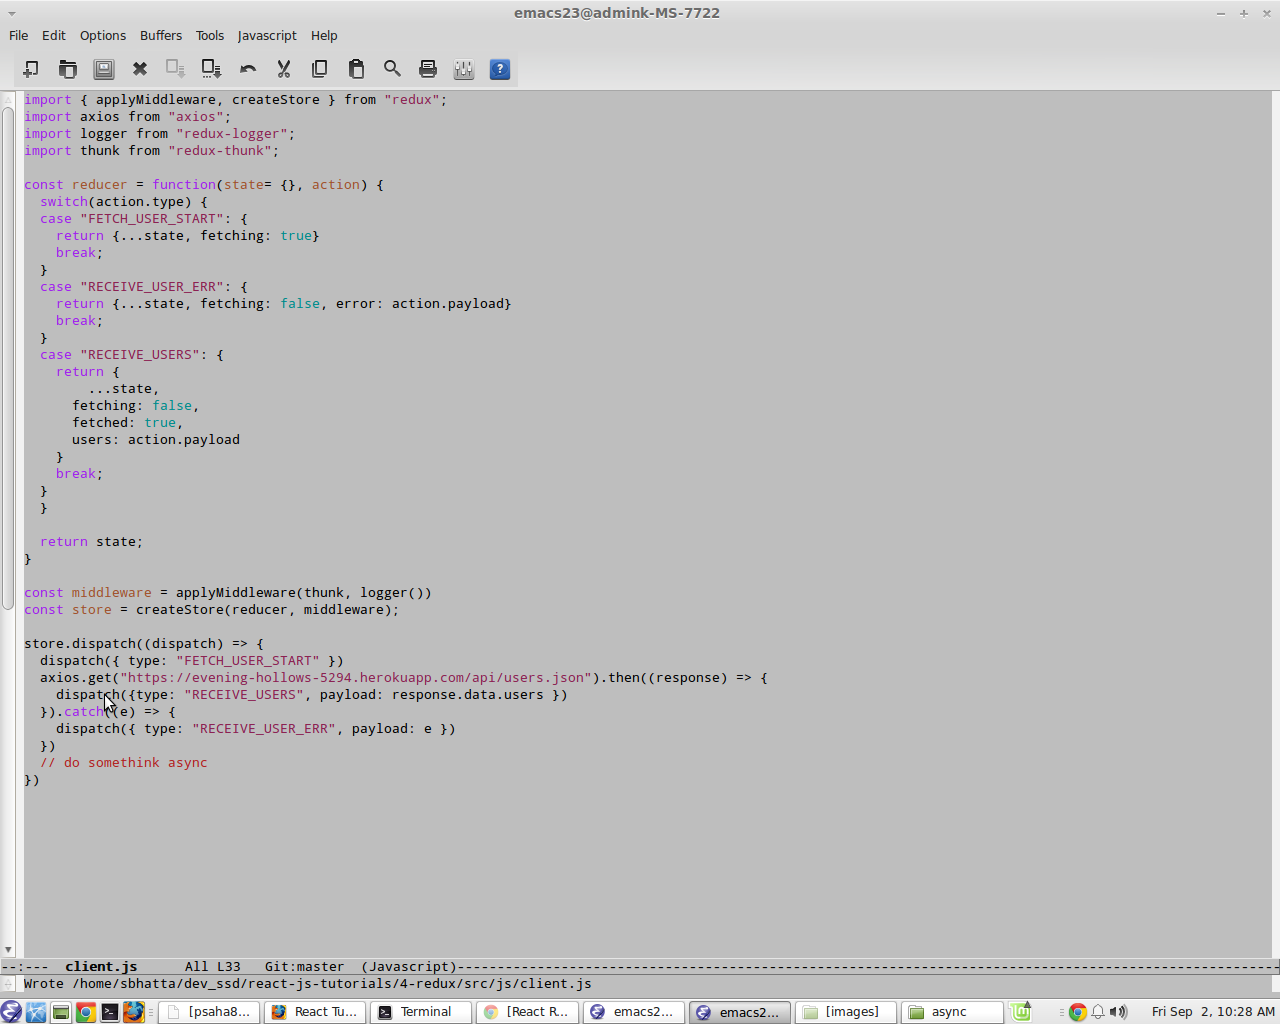 emacs23@admink-MS-7722
File Edit Options Buffers Tools Javascript Help
import { applyMiddleware, createStore } from "redux";
import axios from "axios";
import logger from "redux-logger";
import thunk from "redux-thunk";
const reducer = function(state= {}, action) {
  switch(action.type) {
  case "FETCH_USER_START": {
    return {...state, fetching: true}
    break;
  }
  case "RECEIVE_USER_ERR": {
    return {...state, fetching: false, error: action.payload}
    break;
  }
  case "RECEIVE_USERS": {
    return {
        ...state,
      fetching: false,
      fetched: true,
      users: action.payload
    }
    break;
  }
  }
  return state;
}
const middleware = applyMiddleware(thunk, logger())
const store = createStore(reducer, middleware);
store.dispatch((dispatch) => {
  dispatch({ type: "FETCH_USER_START" })
  axios.get("https://evening-hollows-5294.herokuapp.com/api/users.json").then((response) => {
    dispatch({type: "RECEIVE_USERS", payload: response.data.users })
  }).catch((e) => {
    dispatch({ type: "RECEIVE_USER_ERR", payload: e })
  })
  // do somethink async
})
--:--- client.js All L33 Git:master (Javascript)--------------------------------------------------------------------------------------------------------
Wrote /home/sbhatta/dev_ssd/react-js-tutorials/4-redux/src/js/client.js
[psaha8... React Tu... Terminal [React R... emacs2... emacs2... [images] async Fri Sep 2, 10:28 AM